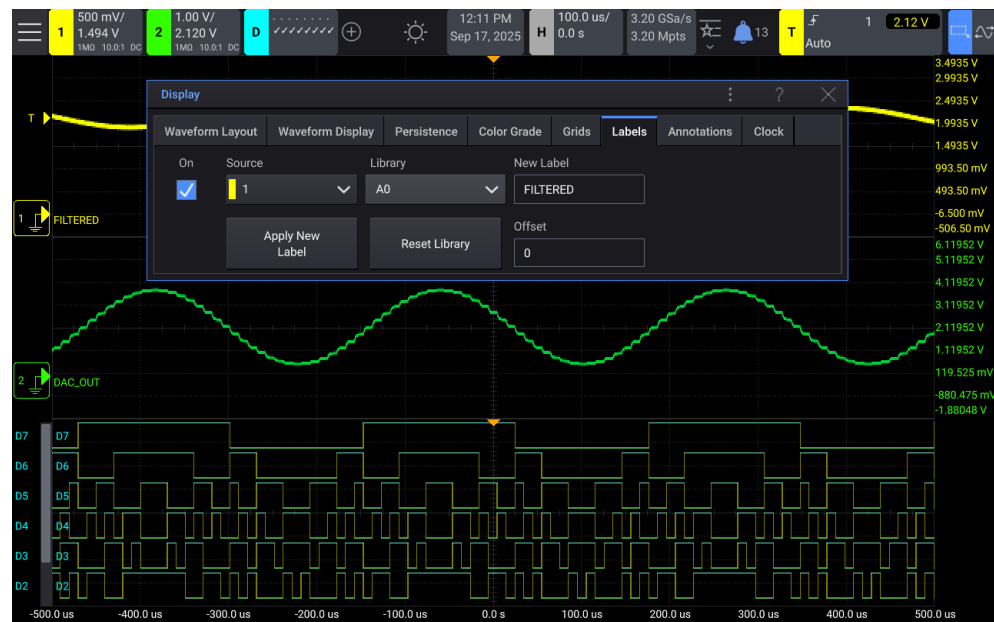 1 500 mV/ 1.494 V 1MΩ 10.0:1 DC
2 1.00 V/ 2.120 V 1MΩ 10.0:1 DC
D
12:11 PM
Sep 17, 2025
H 100.0 us/ 0.0 s
3.20 GSa/s
3.20 Mpts
13
T Auto 1 2.12 V
3.4935 V
2.9935 V
Display ?
2.4935 V
T
Waveform Layout Waveform Display Persistence Color Grade Grids Labels Annotations Clock
1.9935 V
1.4935 V
On Source Library New Label
993.50 mV
1 A0 FILTERED
493.50 mV
1 FILTERED
-6.500 mV
Offset
-506.50 mV
Apply New Label
Reset Library
0
6.11952 V
5.11952 V
4.11952 V
3.11952 V
2.11952 V
1.11952 V
2 DAC_OUT
119.525 mV
-880.475 mV
-1.88048 V
D7 D7
D6 D6
D5 D5
D4 D4
D3 D3
D2 D2
-500.0 us -400.0 us -300.0 us -200.0 us -100.0 us 0.0 s 100.0 us 200.0 us 300.0 us 400.0 us 500.0 us